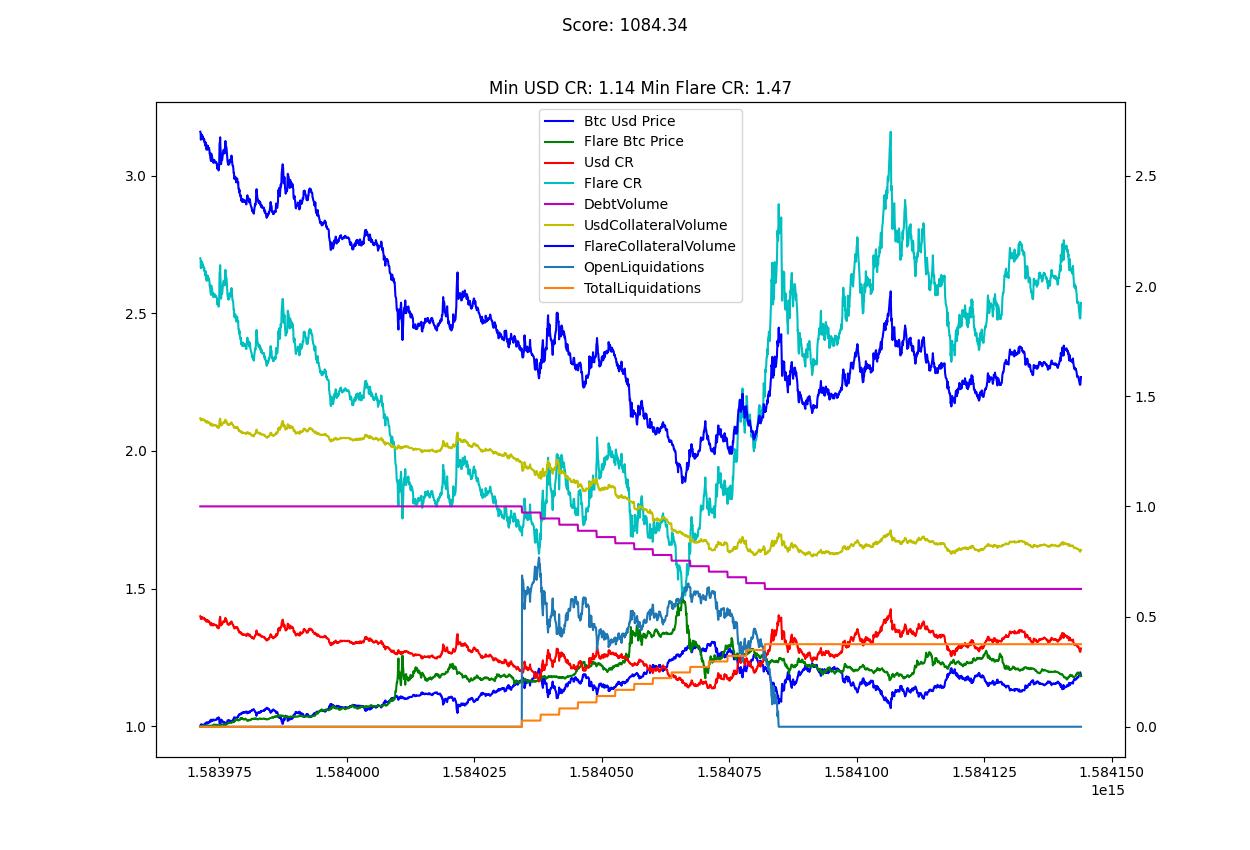 Score: 1084.34
Min USD CR: 1.14 Min Flare CR: 1.47
Btc Usd Price
Flare Btc Price
Usd CR
Flare CR
DebtVolume
UsdCollateralVolume
FlareCollateralVolume
OpenLiquidations
TotalLiquidations
3.0
2.5
2.0
1.5
1.0
2.5
2.0
1.5
1.0
0.5
0.0
1.583975 1.584000 1.584025 1.584050 1.584075 1.584100 1.584125 1.584150
1e15